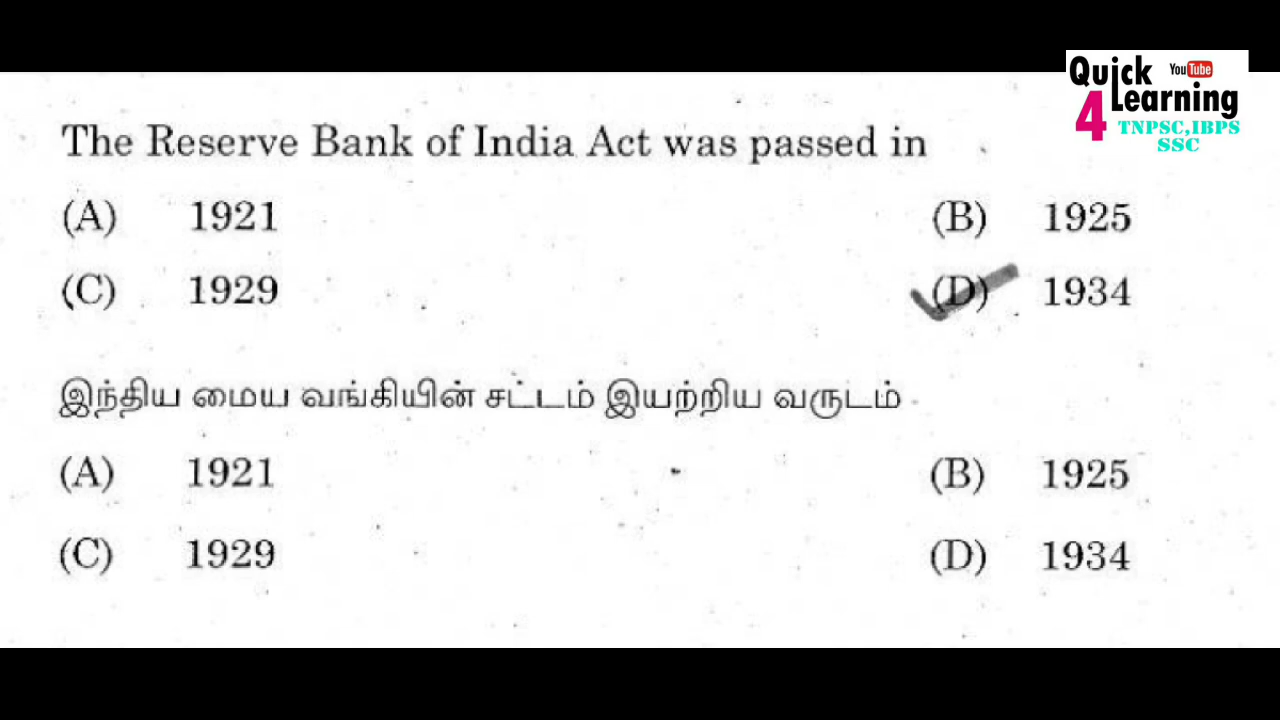 Quick YouTube
4 Learning
TNPSC,IBPS
SSC
The Reserve Bank of India Act was passed in
(A) 1921 (B) 1925
(C) 1929 (D) 1934
இந்திய மைய வங்கியின் சட்டம் இயற்றிய வருடம்
(A) 1921 (B) 1925
(C) 1929 (D) 1934